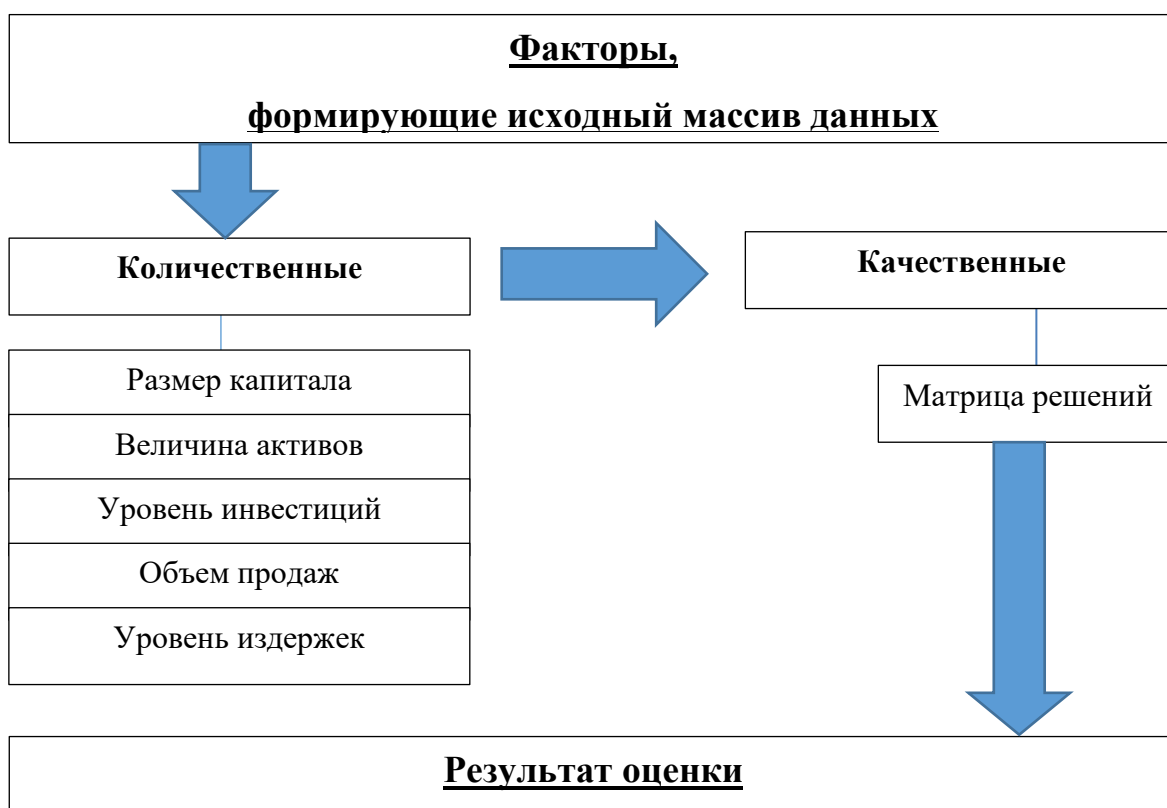 Факторы,
формирующие исходный массив данных
Количественные
Качественные
Размер капитала
Величина активов
Уровень инвестиций
Объем продаж
Уровень издержек
Матрица решений
Результат оценки